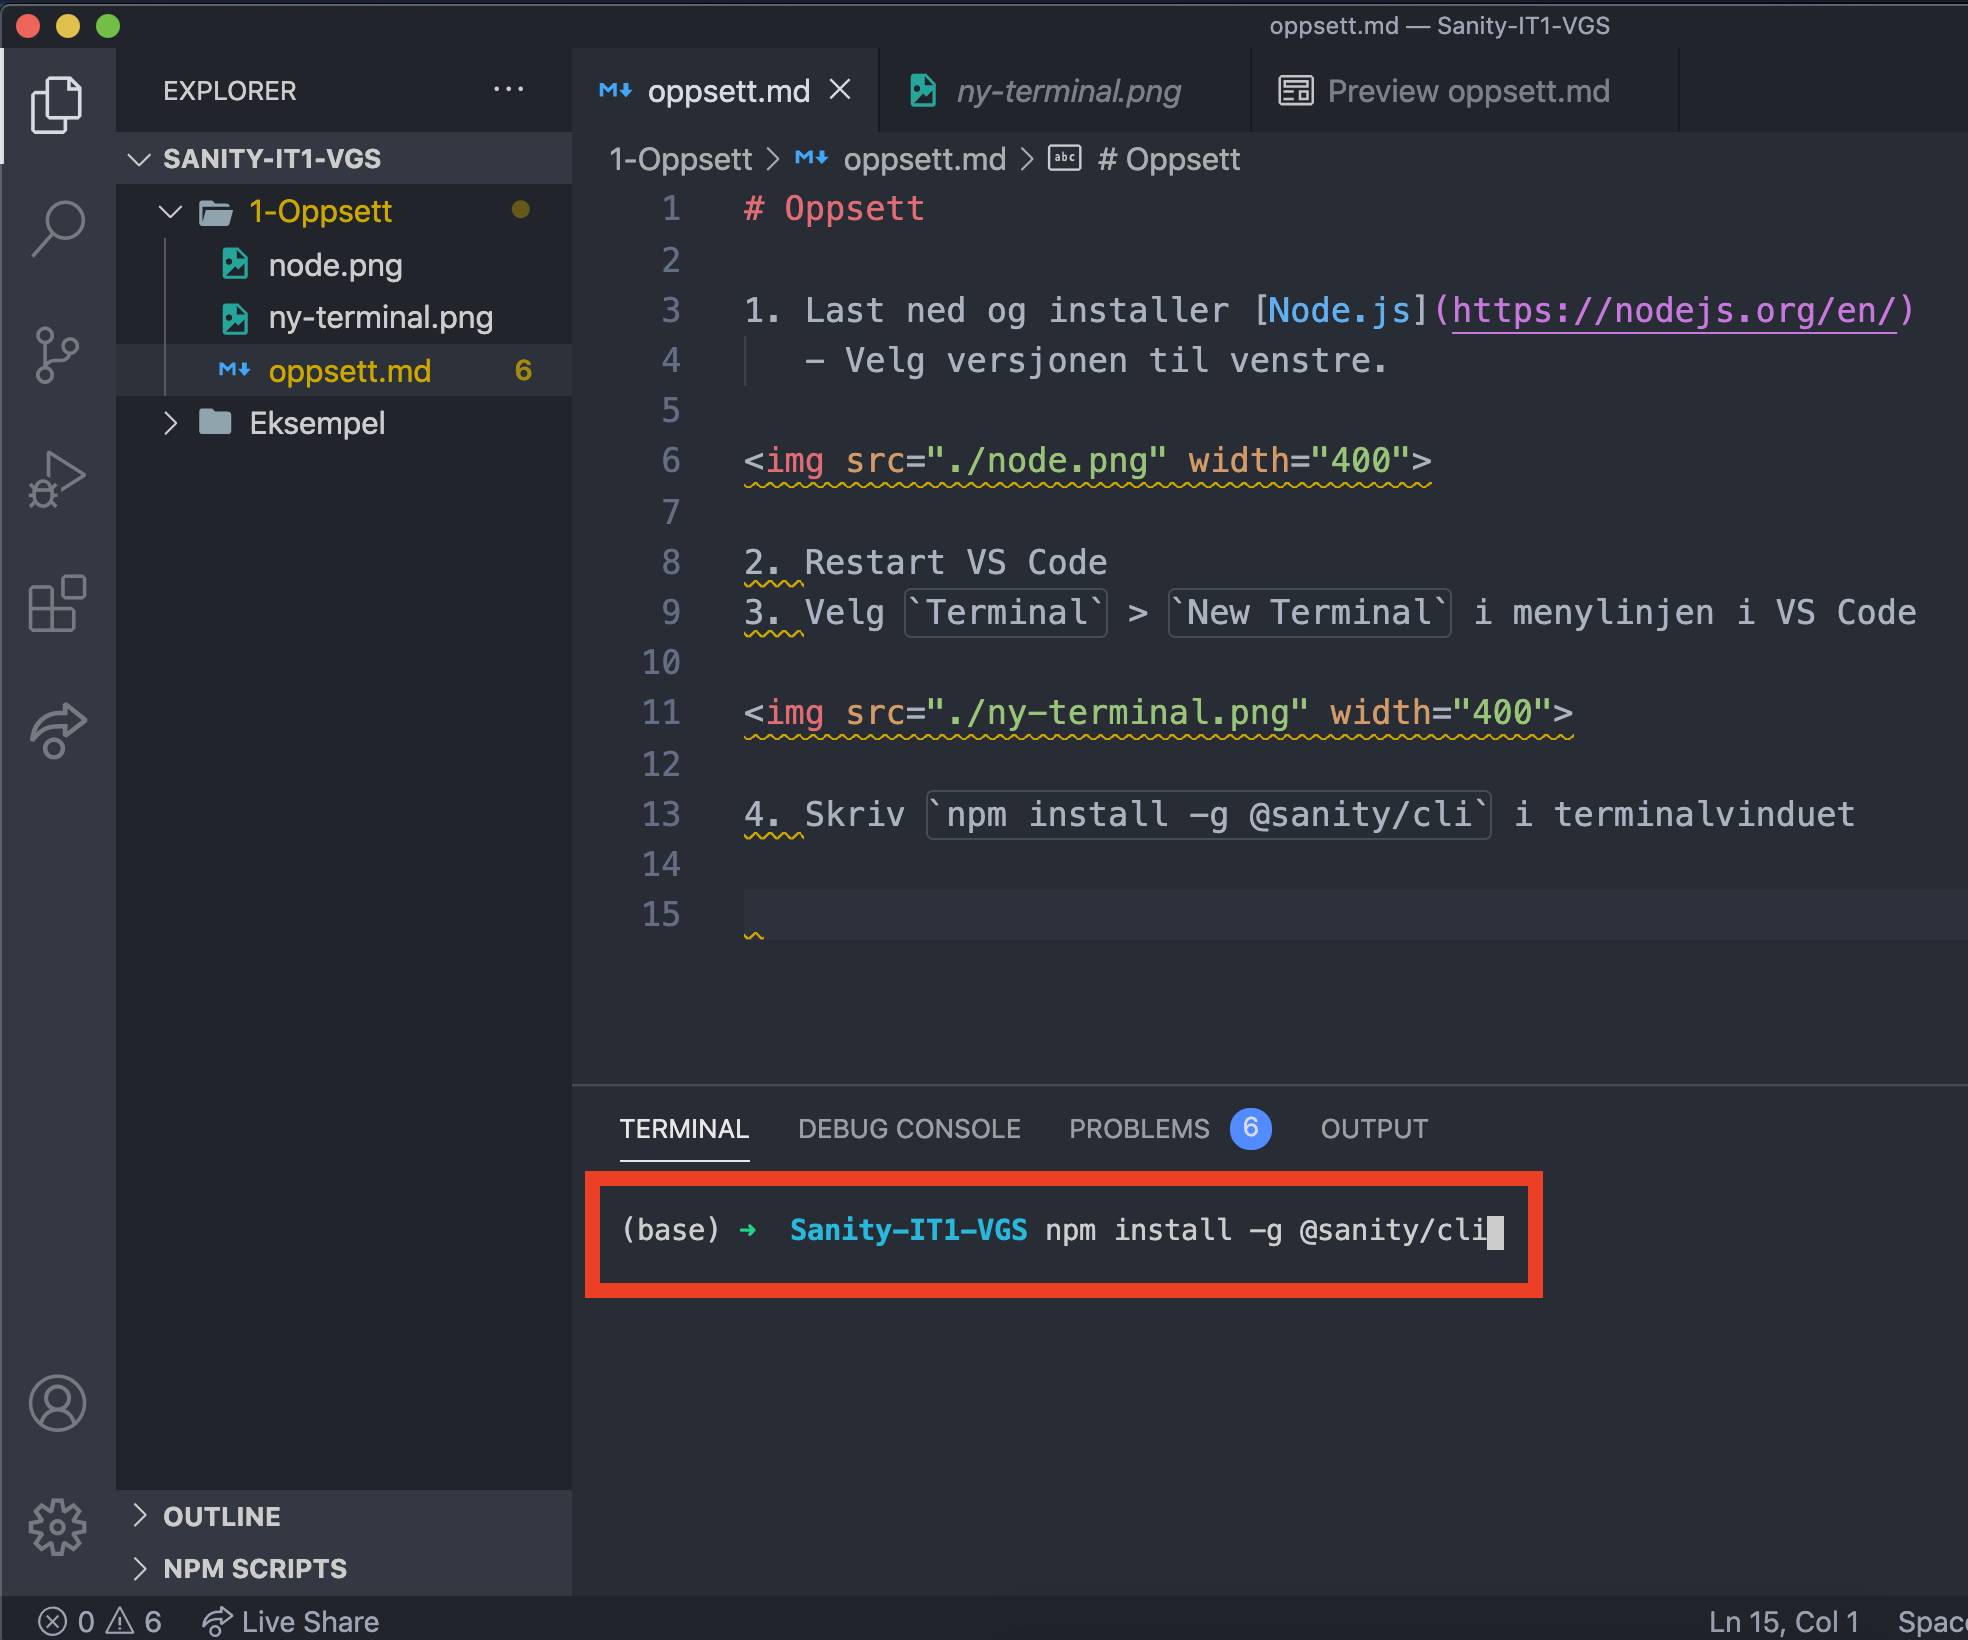 oppsett.md — Sanity-IT1-VGS
EXPLORER
SANITY-IT1-VGS
1-Oppsett
node.png
ny-terminal.png
oppsett.md 6
Eksempel
OUTLINE
NPM SCRIPTS
oppsett.md
ny-terminal.png
Preview oppsett.md
1-Oppsett > oppsett.md > abc # Oppsett
1 # Oppsett
2
3 1. Last ned og installer [Node.js](https://nodejs.org/en/)
4 - Velg versjonen til venstre.
5
6 <img src="./node.png" width="400">
7
8 2. Restart VS Code
9 3. Velg `Terminal` > `New Terminal` i menylinjen i VS Code
10
11 <img src="./ny-terminal.png" width="400">
12
13 4. Skriv `npm install -g @sanity/cli` i terminalvinduet
14
15
TERMINAL DEBUG CONSOLE PROBLEMS 6 OUTPUT
(base) ➜ Sanity-IT1-VGS npm install -g @sanity/cli
0 6 Live Share
Ln 15, Col 1 Spac